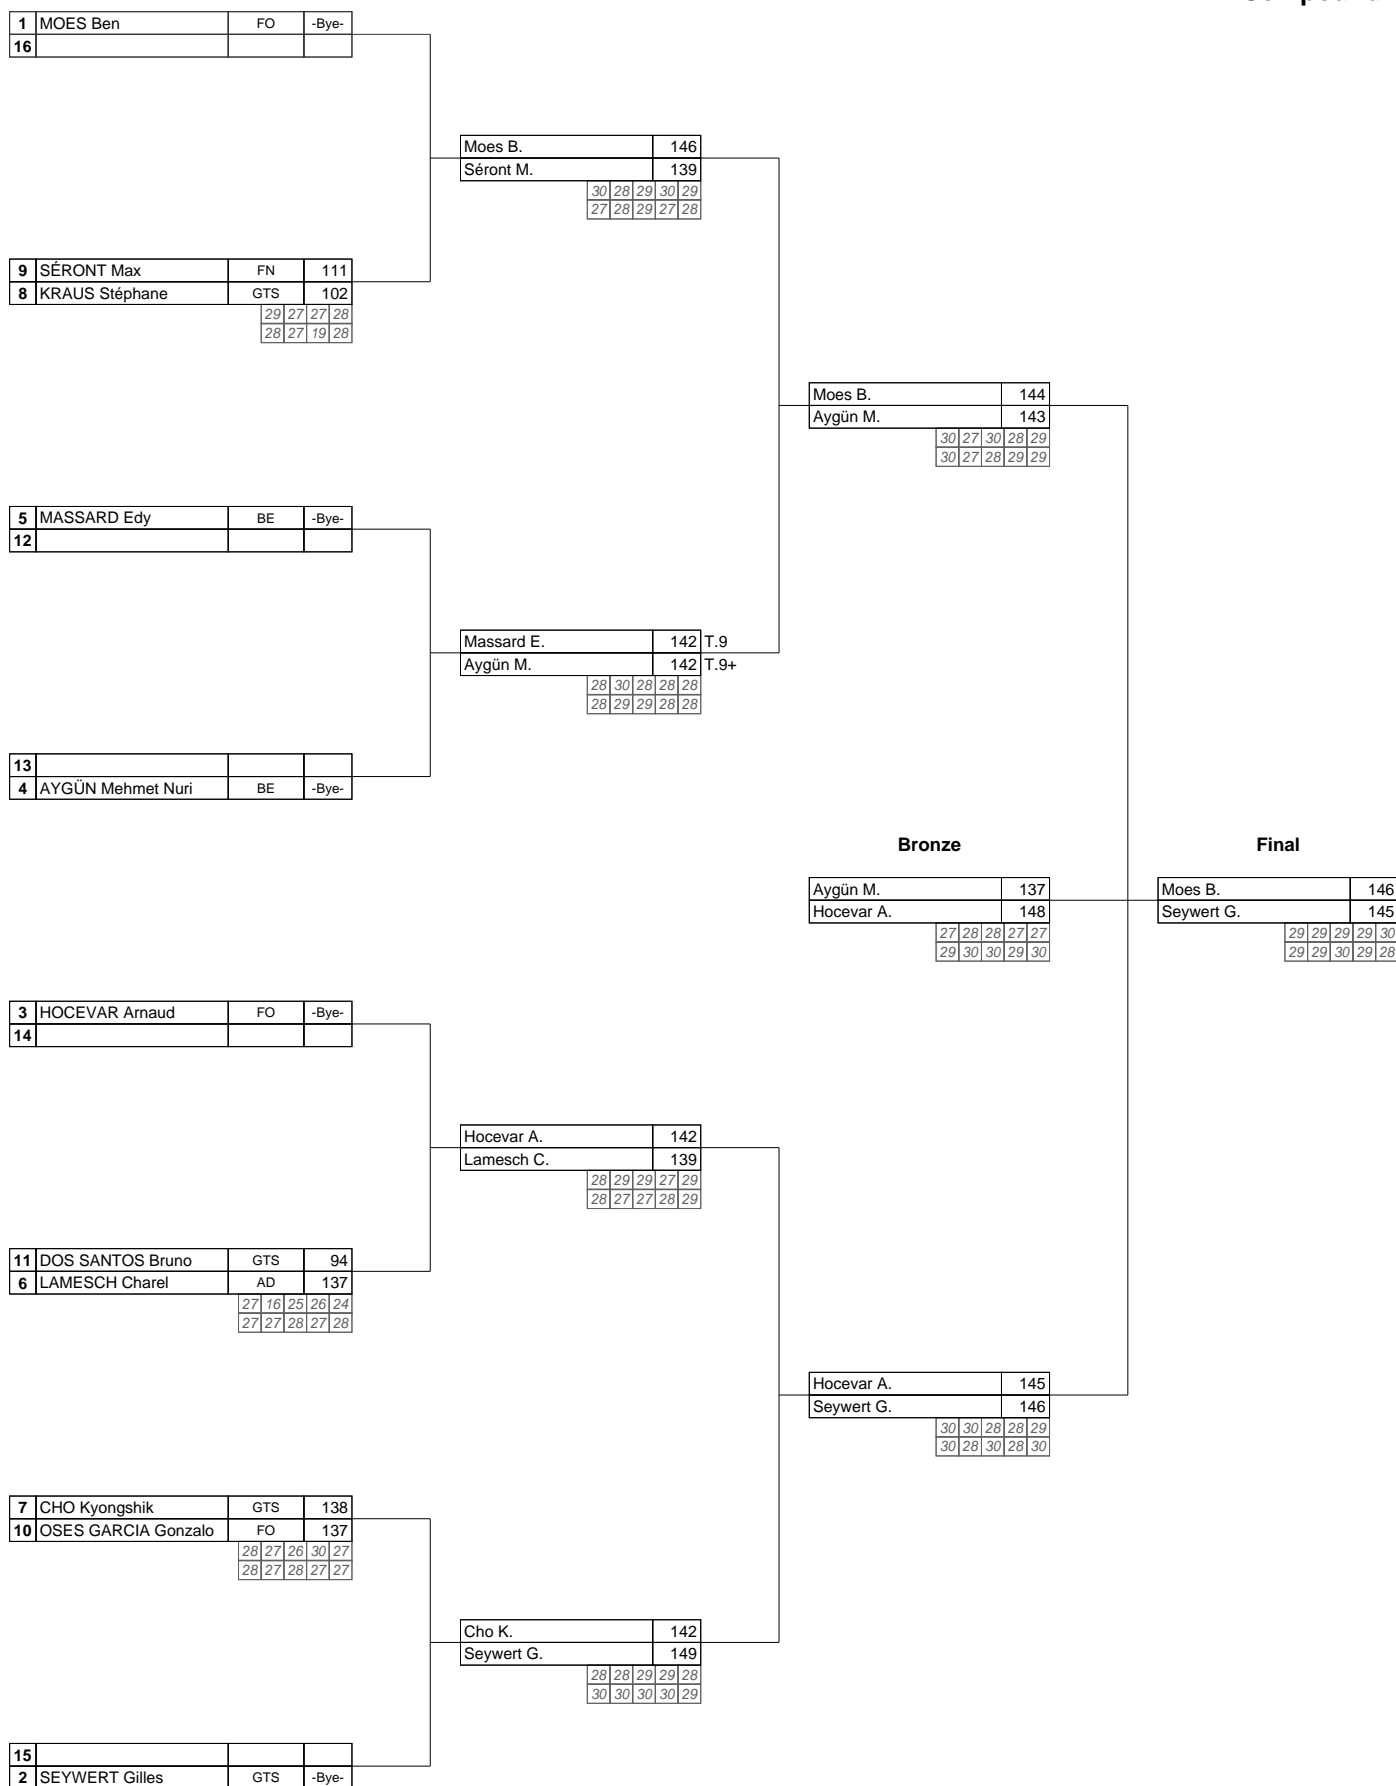 1 MOES Ben FO -Bye-
16
Moes B. 146
Séront M. 139
30 28 29 30 29
27 28 29 27 28
9 SÉRONT Max FN 111
8 KRAUS Stéphane GTS 102
29 27 27 28
28 27 19 28
Moes B. 144
Aygün M. 143
30 27 30 28 29
30 27 28 29 29
5 MASSARD Edy BE -Bye-
12
Massard E. 142 T.9
Aygün M. 142 T.9+
28 30 28 28 28
28 29 29 28 28
13
4 AYGÜN Mehmet Nuri BE -Bye-
Bronze Final
Aygün M. 137 Moes B. 146
Hocevar A. 148 Seywert G. 145
27 28 28 27 27 29 29 29 29 30
29 30 30 29 30 29 29 30 29 28
3 HOCEVAR Arnaud FO -Bye-
14
Hocevar A. 142
Lamesch C. 139
28 29 29 27 29
28 27 27 28 29
11 DOS SANTOS Bruno GTS 94
6 LAMESCH Charel AD 137
27 16 25 26 24
27 27 28 27 28
Hocevar A. 145
Seywert G. 146
30 30 28 28 29
30 28 30 28 30
7 CHO Kyongshik GTS 138
10 OSES GARCIA Gonzalo FO 137
28 27 26 30 27
28 27 28 27 27
Cho K. 142
Seywert G. 149
28 28 29 29 28
30 30 30 30 29
15
2 SEYWERT Gilles GTS -Bye-